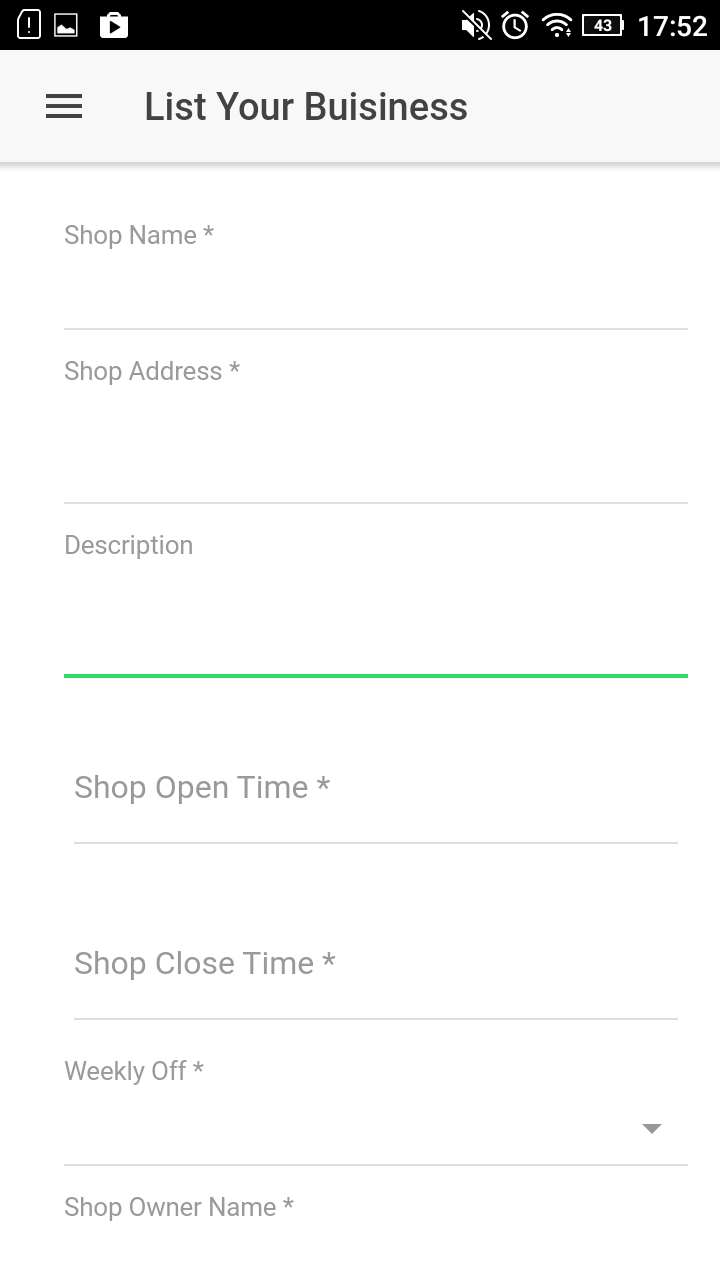 43 17:52
List Your Buisiness
Shop Name *
Shop Address *
Description
Shop Open Time *
Shop Close Time *
Weekly Off *
Shop Owner Name *